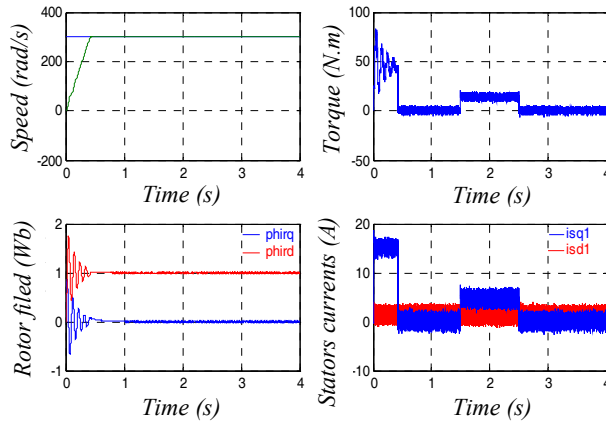 400
200
0
-200
0 1 2 3 4
Speed (rad/s)
Time (s)
100
50
0
-50
0 1 2 3 4
Torque (N.m)
Time (s)
2
1
0
-1
0 1 2 3 4
Rotor filed (Wb)
Time (s)
phirq
phird
20
10
0
-10
0 1 2 3 4
Stators currents (A)
Time (s)
isq1
isd1